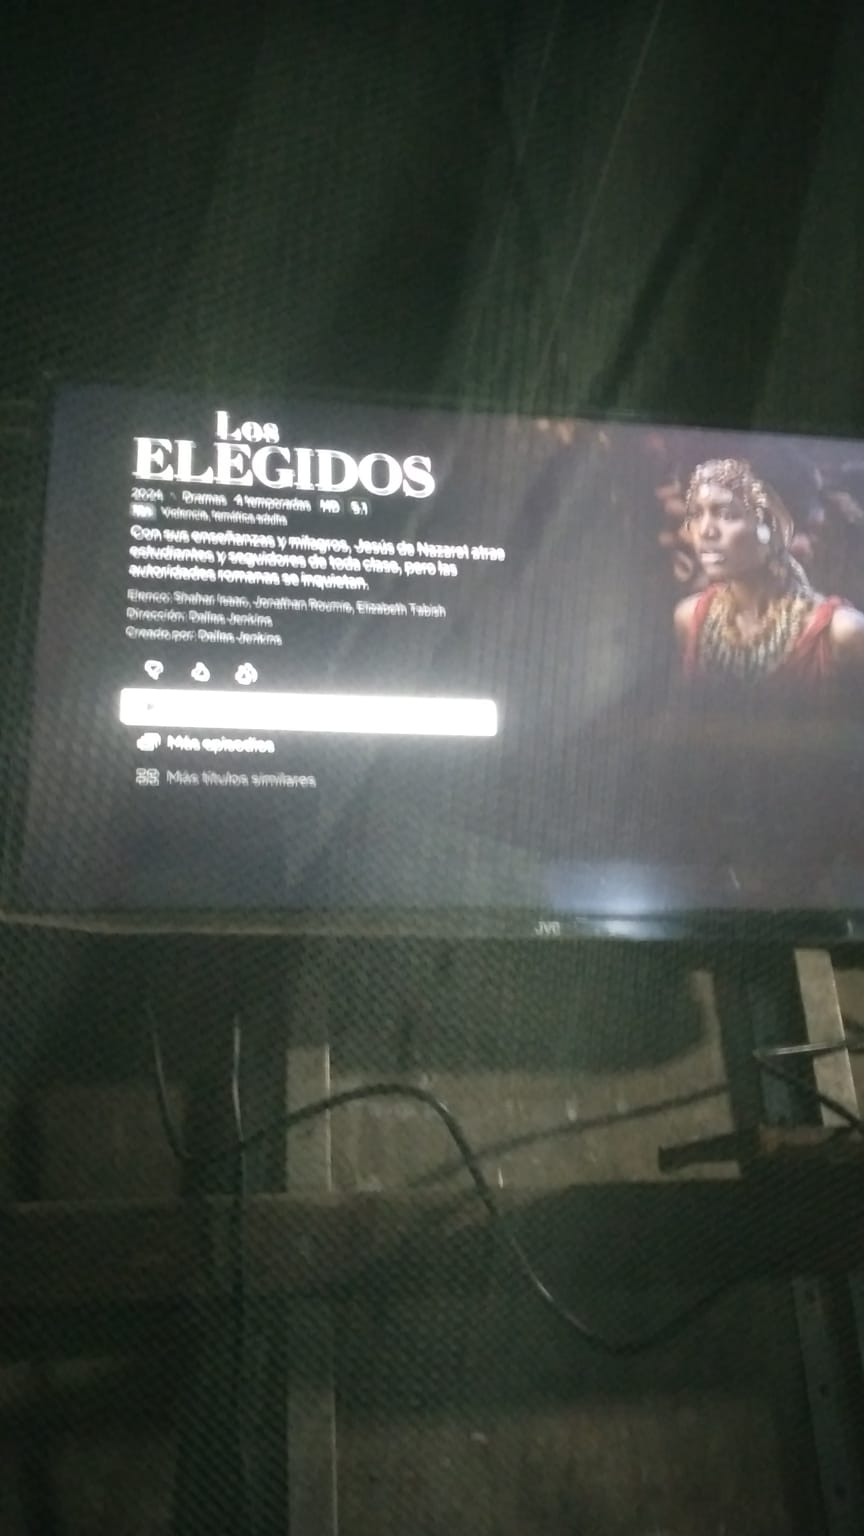 Los
ELEGIDOS
2024 Dramas 4 temporadas HD 5.1
Violencia, temática adulta
Con sus enseñanzas y milagros, Jesús de Nazaret atrae
estudiantes y seguidores de toda clase, pero las
autoridades romanas se inquietan.
Elenco: Shahar Isaac, Jonathan Roumie, Elizabeth Tabish
Dirección: Dallas Jenkins
Creado por: Dallas Jenkins
Más episodios
Más títulos similares
JVC